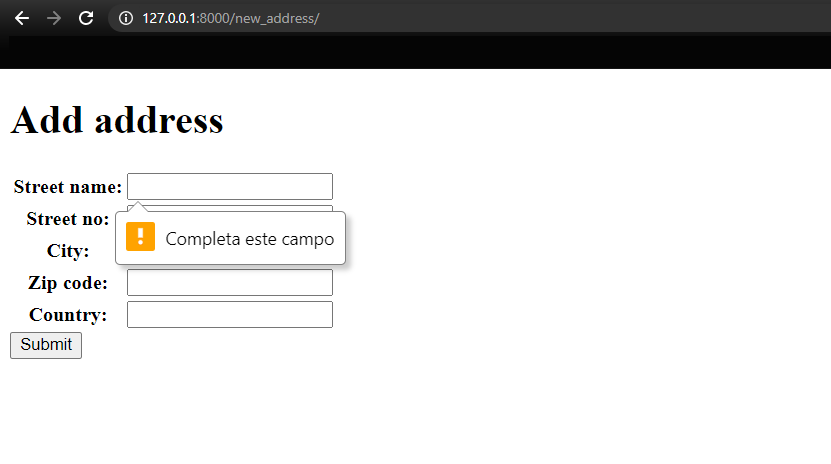 127.0.0.1:8000/new_address/
Add address
Street name:
Street no:
Completa este campo
City:
Zip code:
Country:
Submit